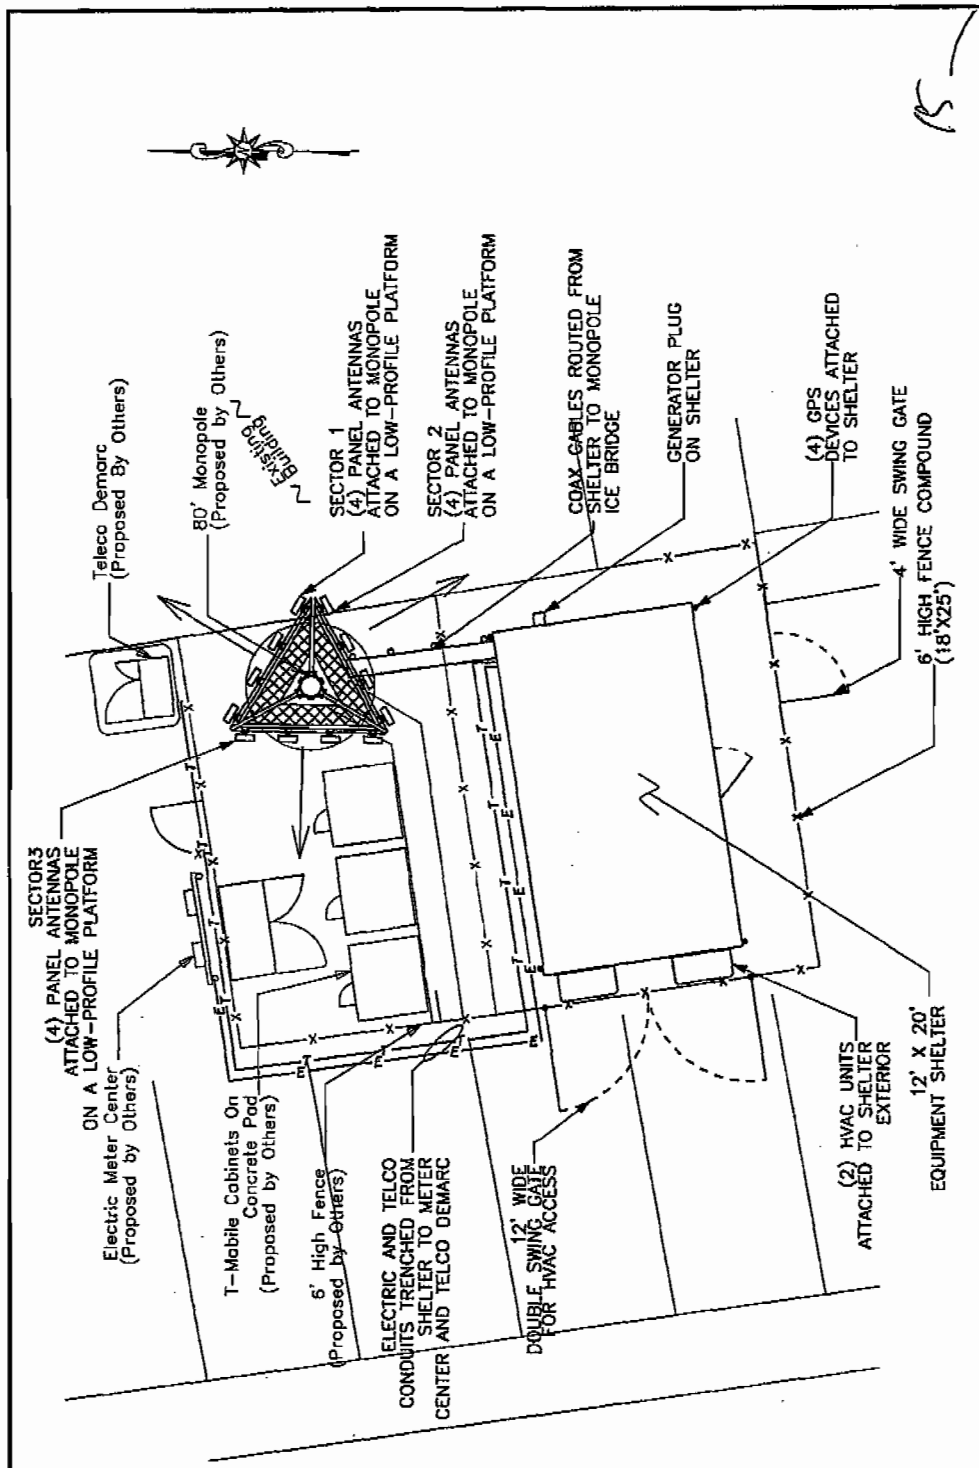 SECTOR3
(4) PANEL ANTENNAS
ATTACHED TO MONOPOLE
ON A LOW-PROFILE PLATFORM
Electric Meter Center
(Proposed by Others)
T-Mobile Cabinets On
Concrete Pad
(Proposed by Others)
6' High Fence
(Proposed by Others)
ELECTRIC AND TELCO
CONDUITS TRENCHED FROM
SHELTER TO METER
CENTER AND TELCO DEMARC
12' WIDE
DOUBLE SWING GATE
FOR HVAC ACCESS
(2) HVAC UNITS
ATTACHED TO SHELTER
EXTERIOR
12' X 20'
EQUIPMENT SHELTER
Teleco Demarc
(Proposed By Others)
80' Monopole
(Proposed by Others)
Existing
Building
SECTOR 1
(4) PANEL ANTENNAS
ATTACHED TO MONOPOLE
ON A LOW-PROFILE PLATFORM
SECTOR 2
(4) PANEL ANTENNAS
ATTACHED TO MONOPOLE
ON A LOW-PROFILE PLATFORM
COAX CABLES ROUTED FROM
SHELTER TO MONOPOLE
ICE BRIDGE
GENERATOR PLUG
ON SHELTER
(4) GPS
DEVICES ATTACHED
TO SHELTER
4' WIDE SWING GATE
6' HIGH FENCE COMPOUND
(18'X25')